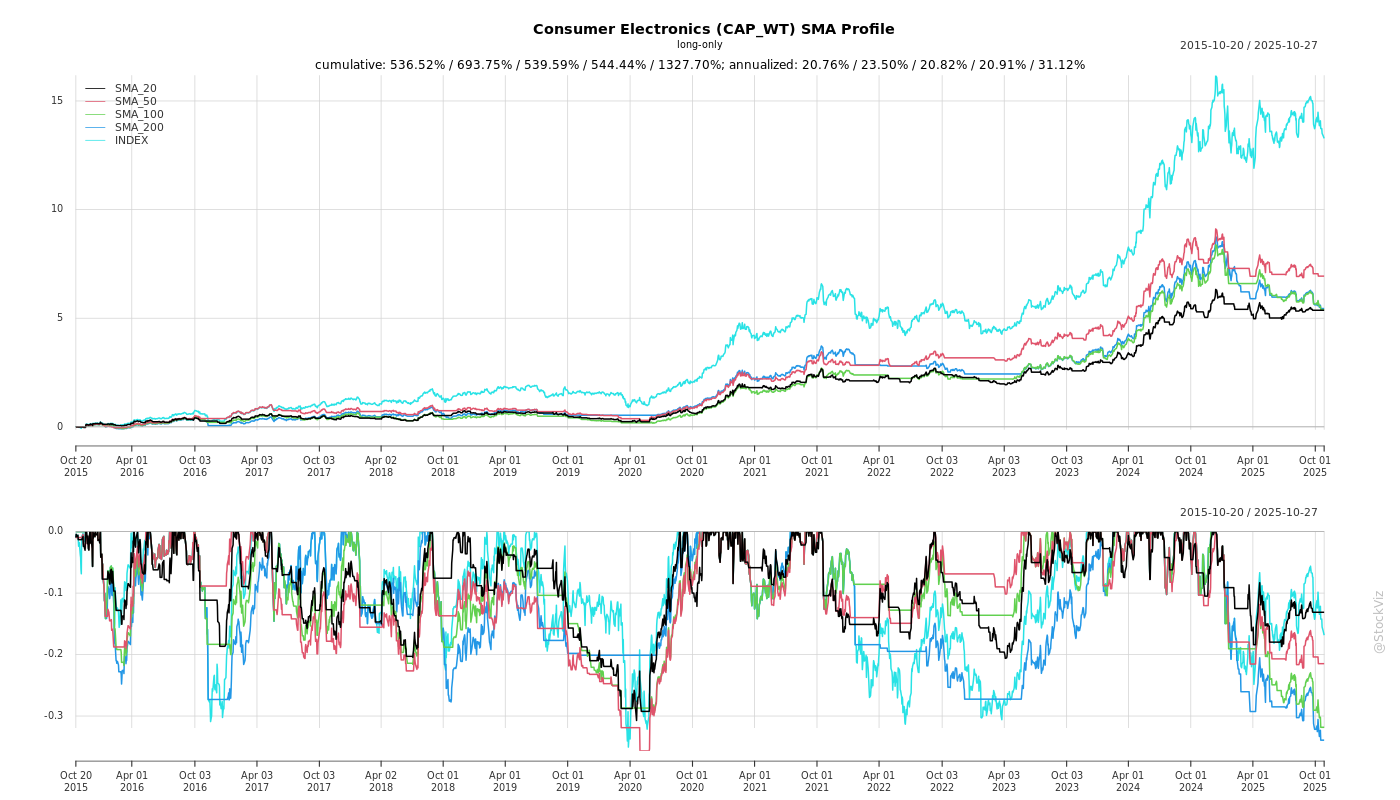 Consumer Electronics (CAP_WT) SMA Profile
long-only
2015-10-20 / 2025-10-27
cumulative: 536.52% / 693.75% / 539.59% / 544.44% / 1327.70%; annualized: 20.76% / 23.50% / 20.82% / 20.91% / 31.12%
SMA_20
SMA_50
SMA_100
SMA_200
INDEX
15
10
5
0
Oct 20 Apr 01 Oct 03 Apr 03 Oct 03 Apr 02 Oct 01 Apr 01 Oct 01 Apr 01 Oct 01 Apr 01 Oct 01 Apr 01 Oct 03 Apr 03 Oct 03 Apr 01 Oct 01 Apr 01 Oct 01
2015 2016 2016 2017 2017 2018 2018 2019 2019 2020 2020 2021 2021 2022 2022 2023 2023 2024 2024 2025 2025
2015-10-20 / 2025-10-27
0.0
-0.1
-0.2
-0.3
Oct 20 Apr 01 Oct 03 Apr 03 Oct 03 Apr 02 Oct 01 Apr 01 Oct 01 Apr 01 Oct 01 Apr 01 Oct 01 Apr 01 Oct 03 Apr 03 Oct 03 Apr 01 Oct 01 Apr 01 Oct 01
2015 2016 2016 2017 2017 2018 2018 2019 2019 2020 2020 2021 2021 2022 2022 2023 2023 2024 2024 2025 2025
@StockViz